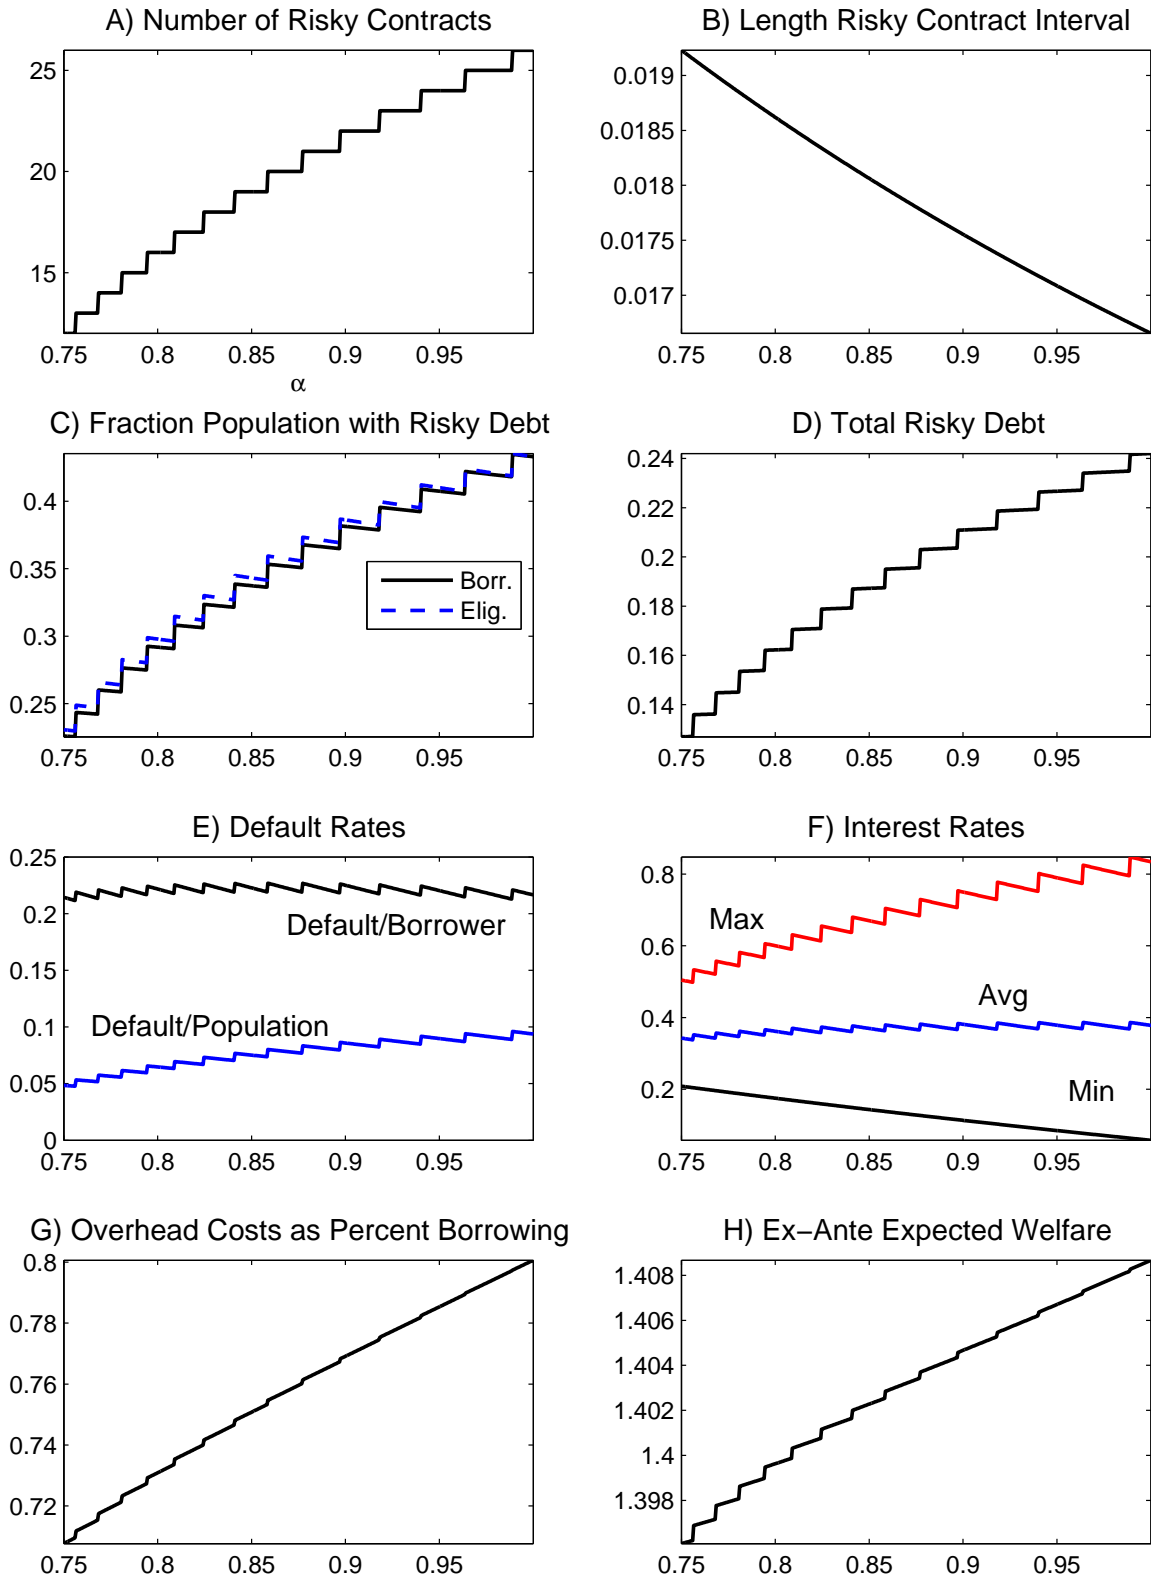 A) Number of Risky Contracts
25
20
15
0.75 0.8 0.85 0.9 0.95
α
B) Length Risky Contract Interval
0.019
0.0185
0.018
0.0175
0.017
0.75 0.8 0.85 0.9 0.95
C) Fraction Population with Risky Debt
0.4
0.35
0.3
0.25
Borr.
Elig.
0.75 0.8 0.85 0.9 0.95
D) Total Risky Debt
0.24
0.22
0.2
0.18
0.16
0.14
0.75 0.8 0.85 0.9 0.95
E) Default Rates
0.25
0.2
0.15
0.1
0.05
0
Default/Borrower
Default/Population
0.75 0.8 0.85 0.9 0.95
F) Interest Rates
0.8
0.6
0.4
0.2
Max
Avg
Min
0.75 0.8 0.85 0.9 0.95
G) Overhead Costs as Percent Borrowing
0.8
0.78
0.76
0.74
0.72
0.75 0.8 0.85 0.9 0.95
H) Ex−Ante Expected Welfare
1.408
1.406
1.404
1.402
1.4
1.398
0.75 0.8 0.85 0.9 0.95